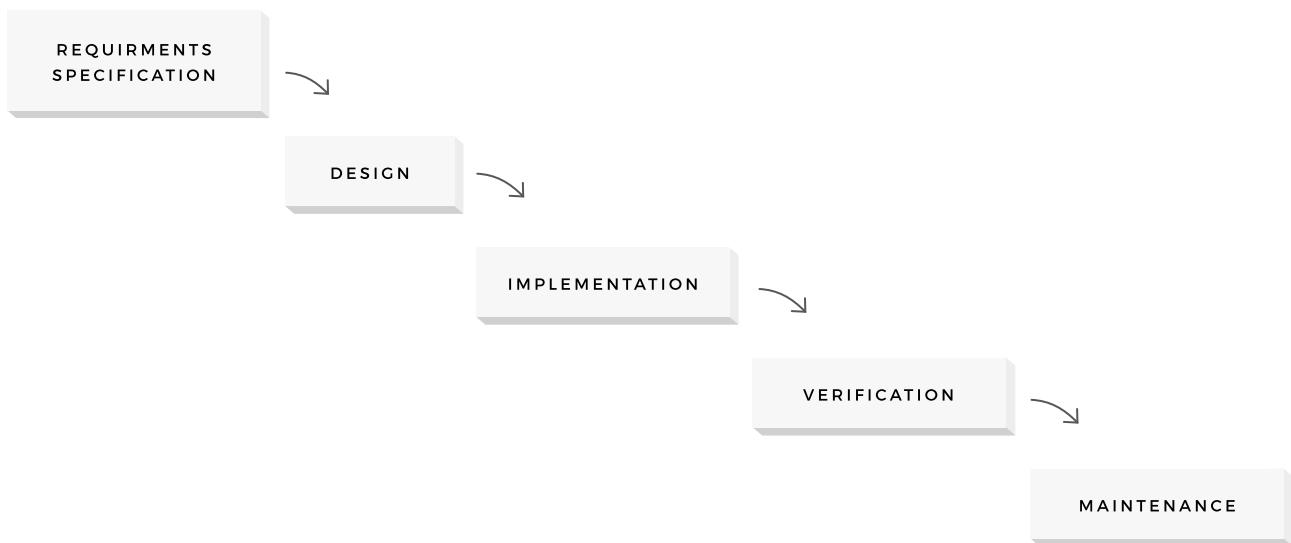 REQUIRMENTS
SPECIFICATION
DESIGN
IMPLEMENTATION
VERIFICATION
MAINTENANCE